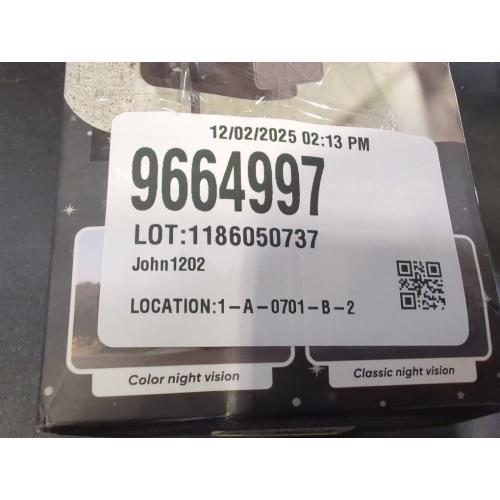 12/02/2025 02:13 PM
9664997
LOT:1186050737
John1202
LOCATION:1-A-0701-B-2
Color night vision
Classic night vision